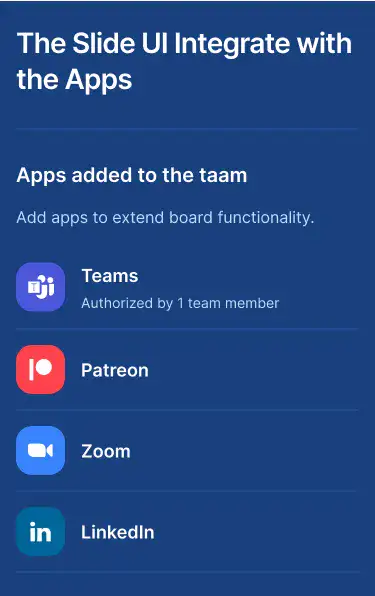 The Slide UI Integrate with
the Apps
Apps added to the taam
Add apps to extend board functionality.
Teams
Authorized by 1 team member
Patreon
Zoom
in
LinkedIn